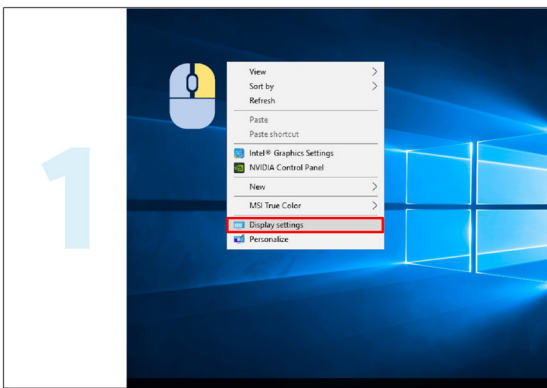 1
View
Sort by
Refresh
Paste
Paste shortcut
Intel® Graphics Settings
NVIDIA Control Panel
New
MSI True Color
Display settings
Personalize